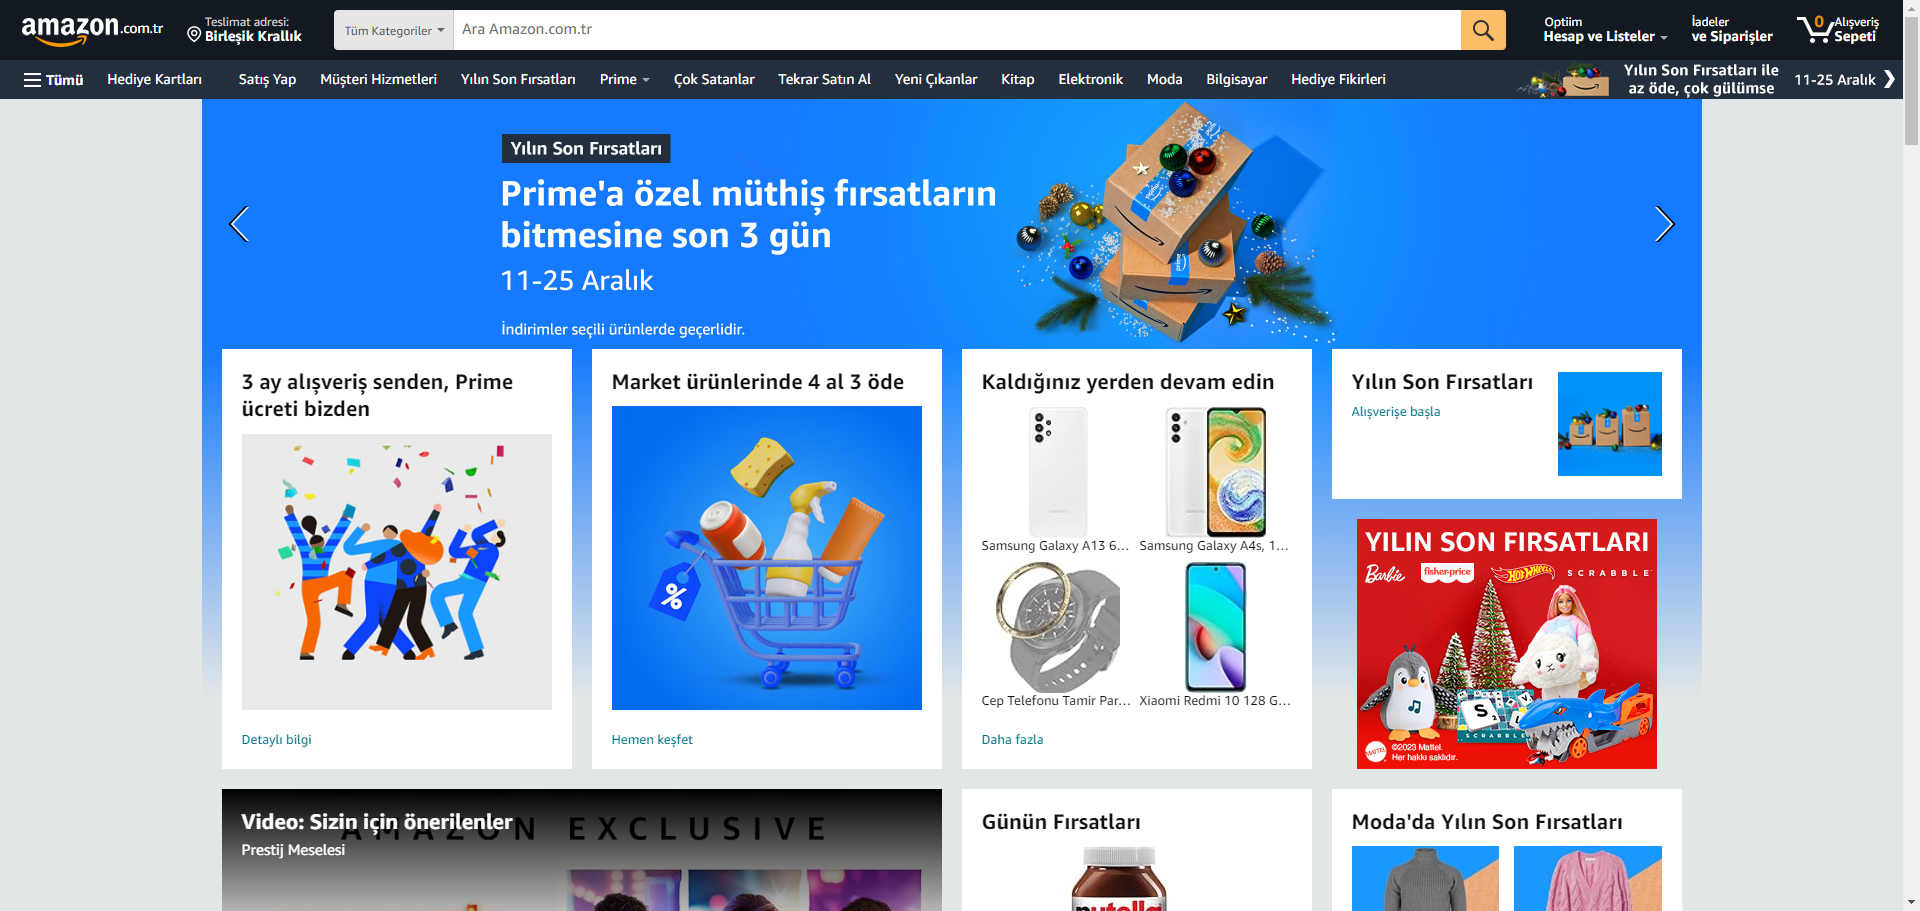 amazon.com.tr
Teslimat adresi:
Birleşik Krallık
Tüm Kategoriler
Ara Amazon.com.tr
Optiim
Hesap ve Listeler
İadeler
ve Siparişler
0
Alışveriş
Sepeti
Tümü
Hediye Kartları
Satış Yap
Müşteri Hizmetleri
Yılın Son Fırsatları
Prime
Çok Satanlar
Tekrar Satın Al
Yeni Çıkanlar
Kitap
Elektronik
Moda
Bilgisayar
Hediye Fikirleri
Yılın Son Fırsatları ile
az öde, çok gülümse
11-25 Aralık
Yılın Son Fırsatları
Prime'a özel müthiş fırsatların
bitmesine son 3 gün
11-25 Aralık
İndirimler seçili ürünlerde geçerlidir.
prime
3 ay alışveriş senden, Prime
ücreti bizden
Detaylı bilgi
Market ürünlerinde 4 al 3 öde
%
Hemen keşfet
Kaldığınız yerden devam edin
Samsung Galaxy A13 6...
Samsung Galaxy A4s, 1...
Cep Telefonu Tamir Par...
Xiaomi Redmi 10 128 G...
Daha fazla
Yılın Son Fırsatları
Alışverişe başla
YILIN SON FIRSATLARI
Barbie
fisher-price
HOT WHEELS
SCRABBLE
S
SCRABBLE
MATTEL
©2023 Mattel.
Her hakkı saklıdır.
Video: Sizin için önerilenler
AMAZON EXCLUSIVE
Prestij Meselesi
Günün Fırsatları
nutella
Moda'da Yılın Son Fırsatları